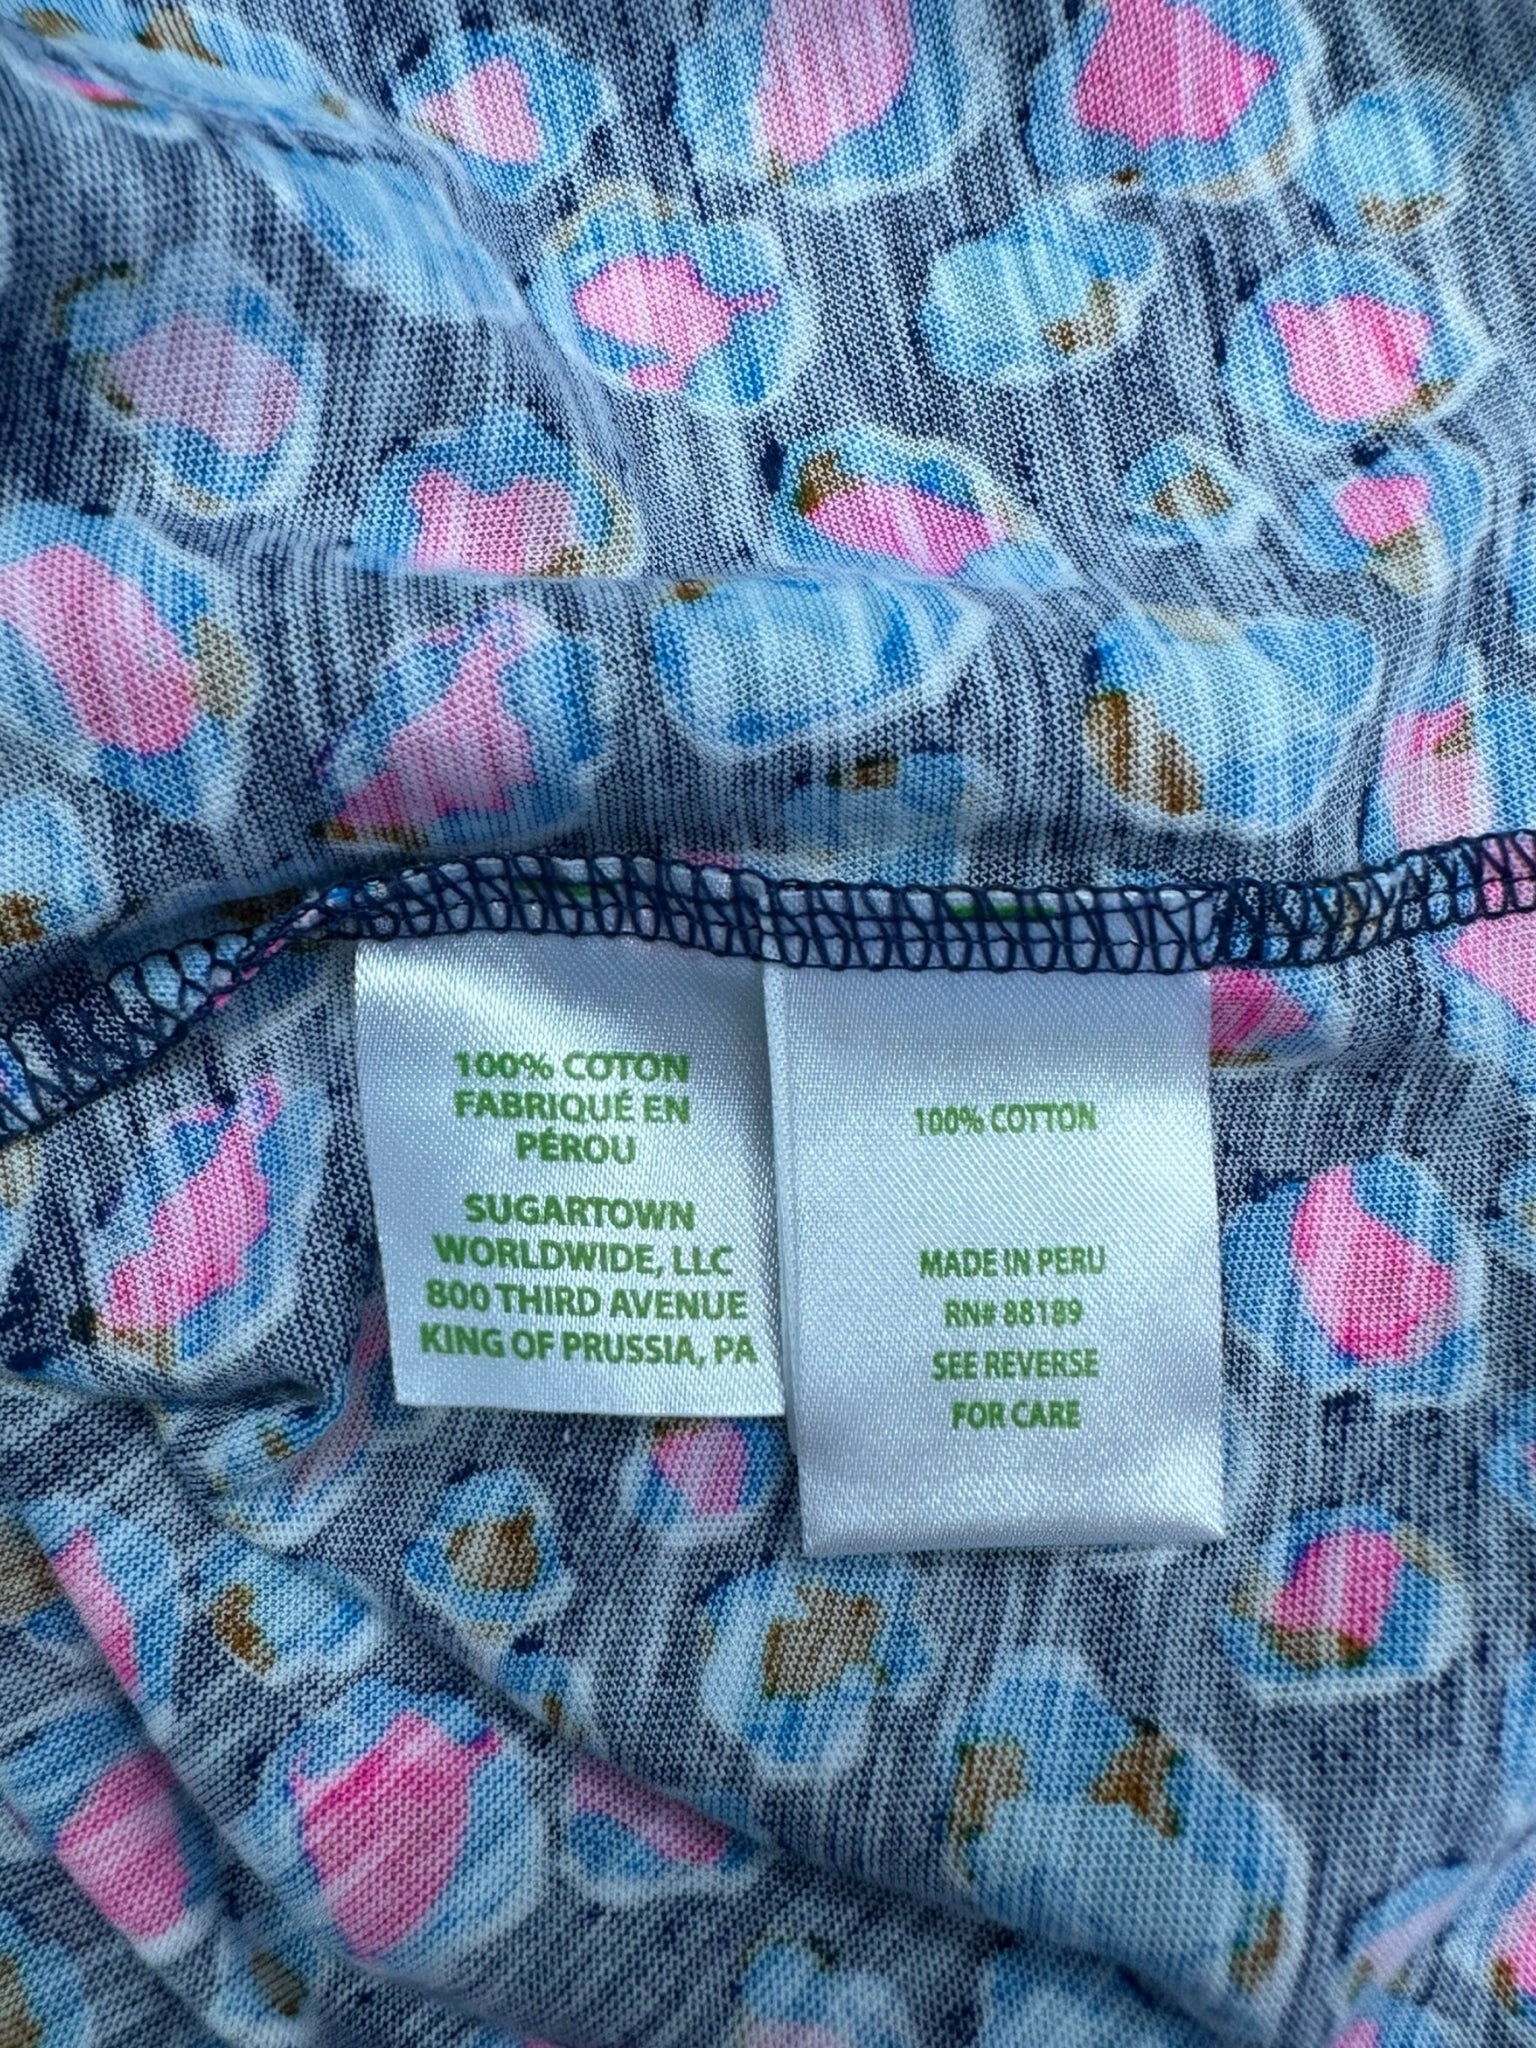 100% COTON
FABRIQUÉ EN
PÉROU
SUGARTOWN
WORLDWIDE, LLC
800 THIRD AVENUE
KING OF PRUSSIA, PA
100% COTTON
MADE IN PERU
RN# 88189
SEE REVERSE
FOR CARE